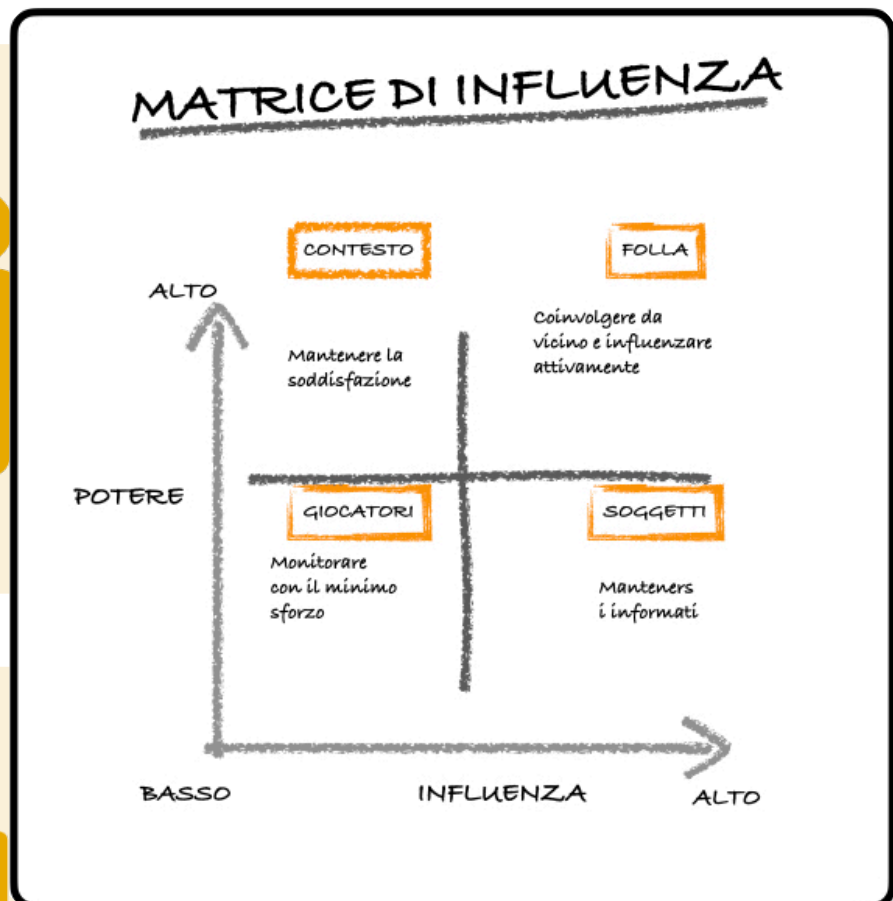 MATRICE DI INFLUENZA
CONTESTO
FOLLA
ALTO
Coinvolgere da
vicino e influenzare
attivamente
Mantenere la
soddisfazione
POTERE
GIOCATORI
SOGGETTI
Monitorare
con il minimo
sforzo
Manteners
i informati
BASSO
INFLUENZA
ALTO